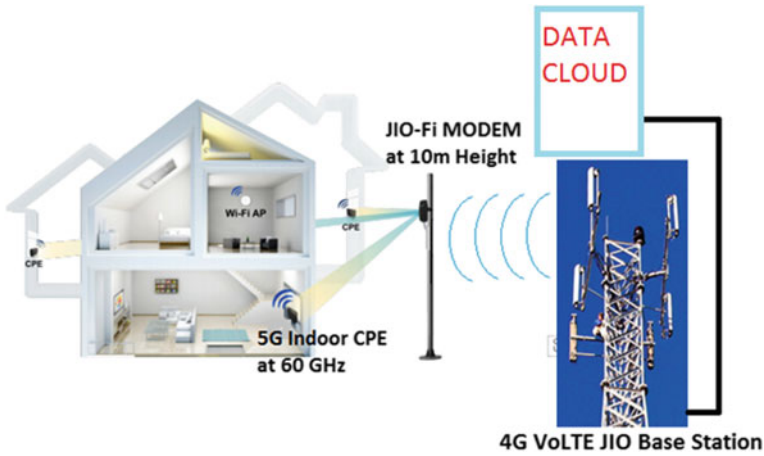 DATA
CLOUD
JIO-Fi MODEM
at 10m Height
Wi-Fi AP
CPE
CPE
5G Indoor CPE
at 60 GHz
S
4G VoLTE JIO Base Station